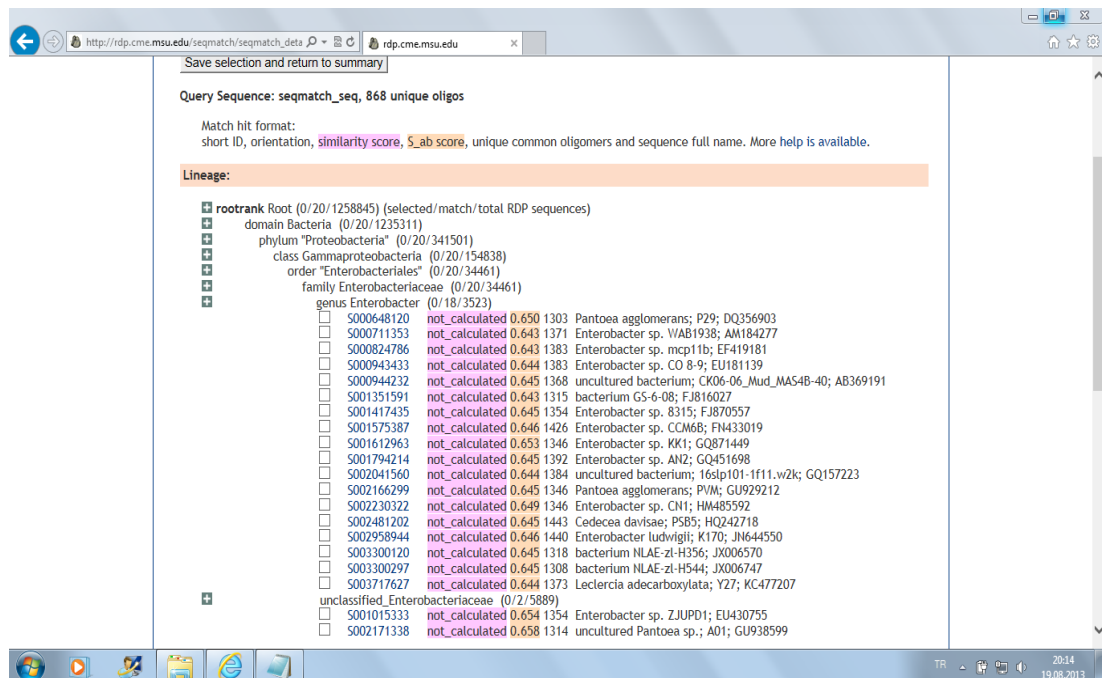 http://rdp.cme.msu.edu/seqmatch/seqmatch_deta
rdp.cme.msu.edu
Save selection and return to summary
Query Sequence: seqmatch_seq, 868 unique oligos
Match hit format:
short ID, orientation, similarity score, S_ab score, unique common oligomers and sequence full name. More help is available.
Lineage:
rootrank Root (0/20/1258845) (selected/match/total RDP sequences)
domain Bacteria (0/20/1235311)
phylum "Proteobacteria" (0/20/341501)
class Gammaproteobacteria (0/20/154838)
order "Enterobacteriales" (0/20/34461)
family Enterobacteriaceae (0/20/34461)
genus Enterobacter (0/18/3523)
S000648120 not_calculated 0.650 1303 Pantoea agglomerans; P29; DQ356903
S000711353 not_calculated 0.643 1371 Enterobacter sp. WAB1938; AM184277
S000824786 not_calculated 0.643 1383 Enterobacter sp. mcp11b; EF419181
S000943433 not_calculated 0.644 1383 Enterobacter sp. CO 8-9; EU181139
S000944232 not_calculated 0.645 1368 uncultured bacterium; CK06-06_Mud_MAS4B-40; AB369191
S001351591 not_calculated 0.643 1315 bacterium GS-6-08; FJ816027
S001417435 not_calculated 0.645 1354 Enterobacter sp. 8315; FJ870557
S001575387 not_calculated 0.646 1426 Enterobacter sp. CCM6B; FN433019
S001612963 not_calculated 0.653 1346 Enterobacter sp. KK1; GQ871449
S001794214 not_calculated 0.645 1392 Enterobacter sp. AN2; GQ451698
S002041560 not_calculated 0.644 1384 uncultured bacterium; 16slp101-1f11.w2k; GQ157223
S002166299 not_calculated 0.645 1346 Pantoea agglomerans; PVM; GU929212
S002230322 not_calculated 0.649 1346 Enterobacter sp. CN1; HM485592
S002481202 not_calculated 0.645 1443 Cedecea davisae; PSB5; HQ242718
S002958944 not_calculated 0.646 1440 Enterobacter ludwigii; K170; JN644550
S003300120 not_calculated 0.645 1318 bacterium NLAE-zl-H356; JX006570
S003300297 not_calculated 0.645 1308 bacterium NLAE-zl-H544; JX006747
S003717627 not_calculated 0.644 1373 Leclercia adecarboxylata; Y27; KC477207
unclassified_Enterobacteriaceae (0/2/5889)
S001015333 not_calculated 0.654 1354 Enterobacter sp. ZJUPD1; EU430755
S002171338 not_calculated 0.658 1314 uncultured Pantoea sp.; A01; GU938599
TR
20:14
19.08.2013